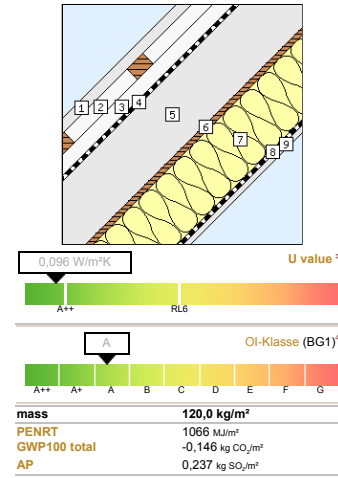 1 2 3 4
5
6
7
8 9
0,096 W/m²K
U value
A++ RL6
A
OI-Klasse (BG1)
A++ A+ A B C D E F G
mass 120,0 kg/m²
PENRT 1066 MJ/m²
GWP100 total -0,146 kg CO₂/m²
AP 0,237 kg SO₂/m²